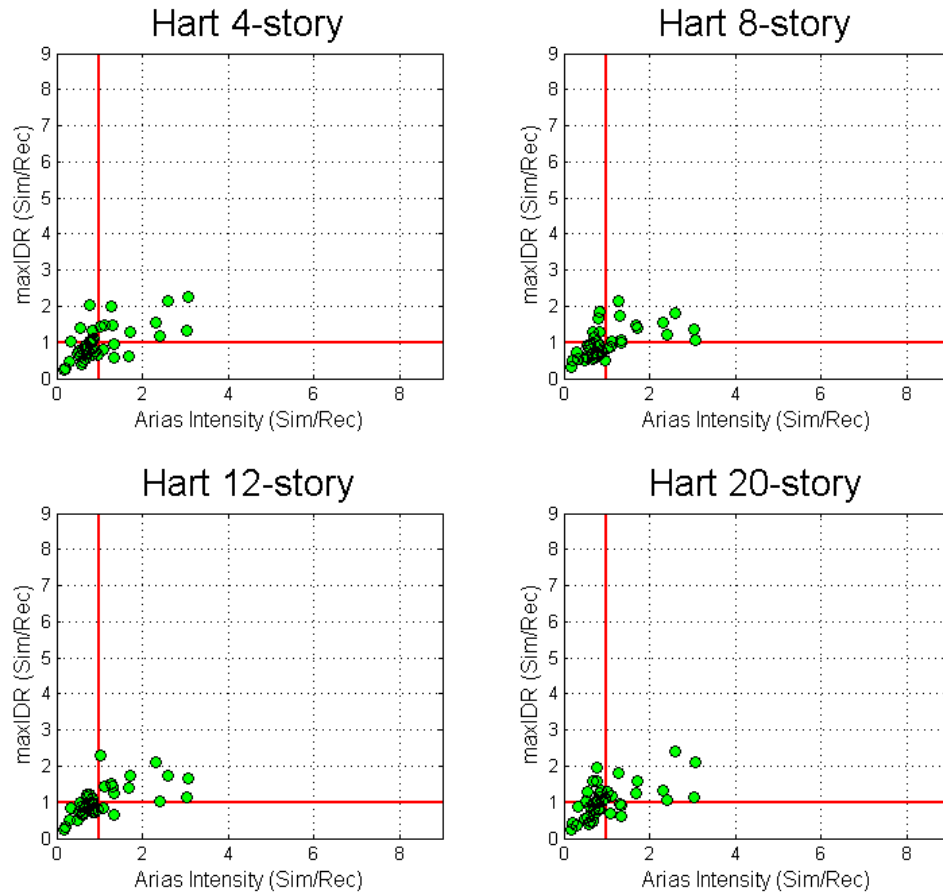 Hart 4-story
Hart 8-story
9
8
7
6
5
4
3
2
1
0
maxIDR (Sim/Rec)
0 2 4 6 8
Arias Intensity (Sim/Rec)
9
8
7
6
5
4
3
2
1
0
maxIDR (Sim/Rec)
0 2 4 6 8
Arias Intensity (Sim/Rec)
Hart 12-story
Hart 20-story
9
8
7
6
5
4
3
2
1
0
maxIDR (Sim/Rec)
0 2 4 6 8
Arias Intensity (Sim/Rec)
9
8
7
6
5
4
3
2
1
0
maxIDR (Sim/Rec)
0 2 4 6 8
Arias Intensity (Sim/Rec)